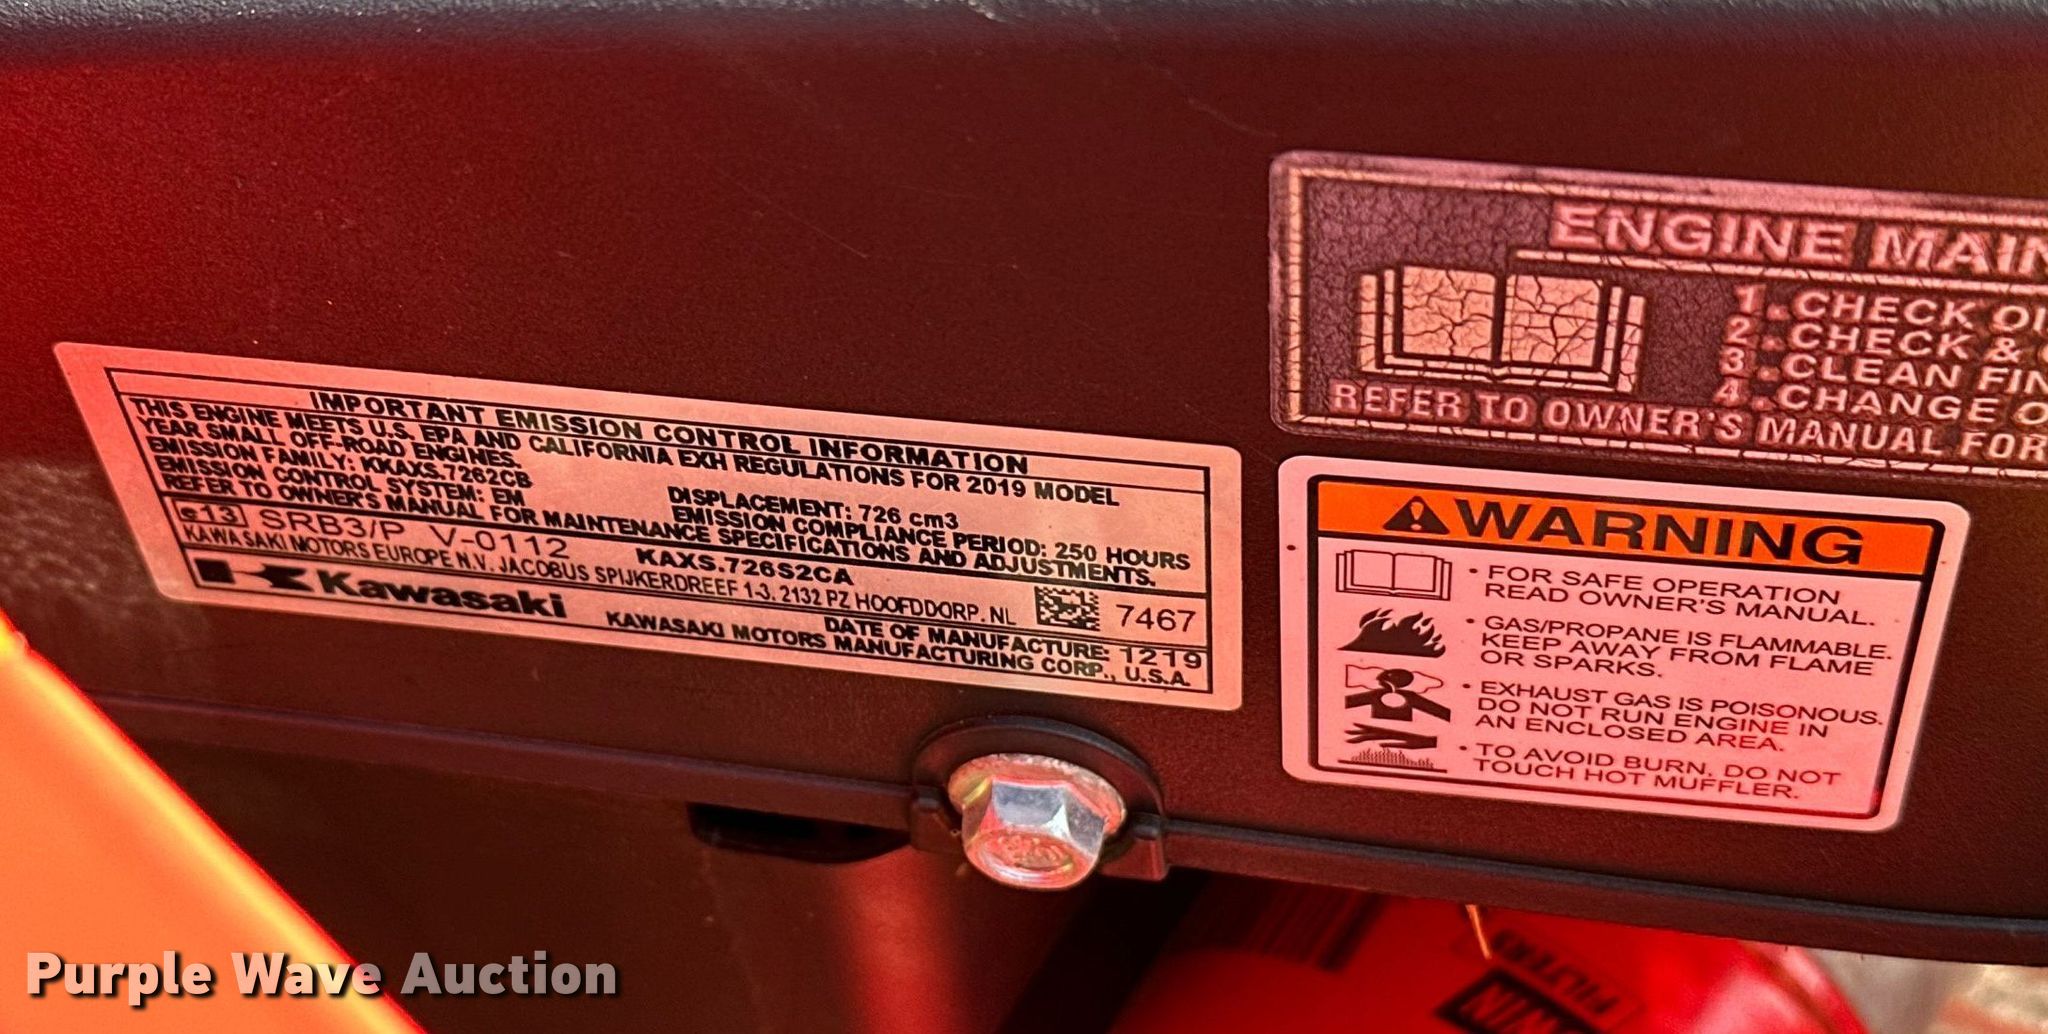 IMPORTANT EMISSION CONTROL INFORMATION
THIS ENGINE MEETS U.S. EPA AND CALIFORNIA EXH REGULATIONS FOR 2019 MODEL
YEAR SMALL OFF-ROAD ENGINES.
EMISSION FAMILY: KKAXS.7262CB DISPLACEMENT: 726 cm3
EMISSION CONTROL SYSTEM: EM EMISSION COMPLIANCE PERIOD: 250 HOURS
REFER TO OWNER'S MANUAL FOR MAINTENANCE SPECIFICATIONS AND ADJUSTMENTS.
e13 SRB3/P V-0112 KAXS.726S2CA
KAWASAKI MOTORS EUROPE N.V. JACOBUS SPIJKERDREEF 1-3, 2132 PZ HOOFDDORP. NL 7467
Kawasaki DATE OF MANUFACTURE: 1219
KAWASAKI MOTORS MANUFACTURING CORP., U.S.A.
ENGINE MAIN
1. CHECK OI
2. CHECK &
3. CLEAN FIN
4. CHANGE O
REFER TO OWNER'S MANUAL FOR
WARNING
• FOR SAFE OPERATION
READ OWNER'S MANUAL.
• GAS/PROPANE IS FLAMMABLE.
KEEP AWAY FROM FLAME
OR SPARKS.
• EXHAUST GAS IS POISONOUS.
DO NOT RUN ENGINE IN
AN ENCLOSED AREA.
• TO AVOID BURN, DO NOT
TOUCH HOT MUFFLER.
FILTERS
WIN
Purple Wave Auction